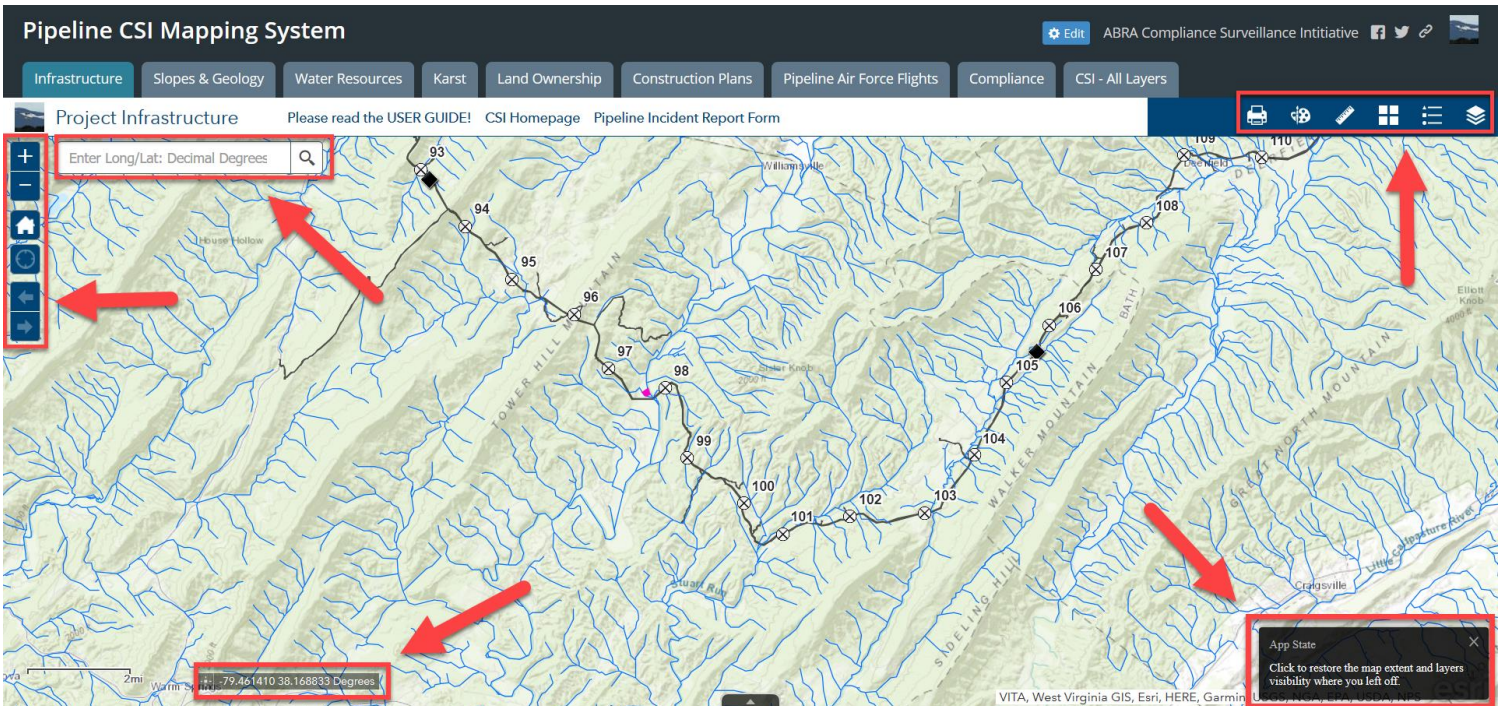 Pipeline CSI Mapping System
Edit
ABRA Compliance Surveillance Intitiative
Infrastructure
Slopes & Geology
Water Resources
Karst
Land Ownership
Construction Plans
Pipeline Air Force Flights
Compliance
CSI - All Layers
Project Infrastructure
Please read the USER GUIDE!
CSI Homepage
Pipeline Incident Report Form
Enter Long/Lat: Decimal Degrees
93
Williamsville
109
110
Deerfield
94
108
House Hollow
95
107
96
106
BATH
Elliott
Knob
4000 ft
97
98
105
Sister Knob
2000 ft
TOWER HILL MOUNTAIN
99
104
WALKER MOUNTAIN
GREAT NORTH MOUNTAIN
100
101
102
103
Stuart Run
SADELING HILL
Little Calfpasture River
Craigsville
App State
Click to restore the map extent and layers
visibility where you left off.
2mi
Warm Springs
-79.461410 38.168833 Degrees
VITA, West Virginia GIS, Esri, HERE, Garmin, USGS, NGA, EPA, USDA, NPS
esri